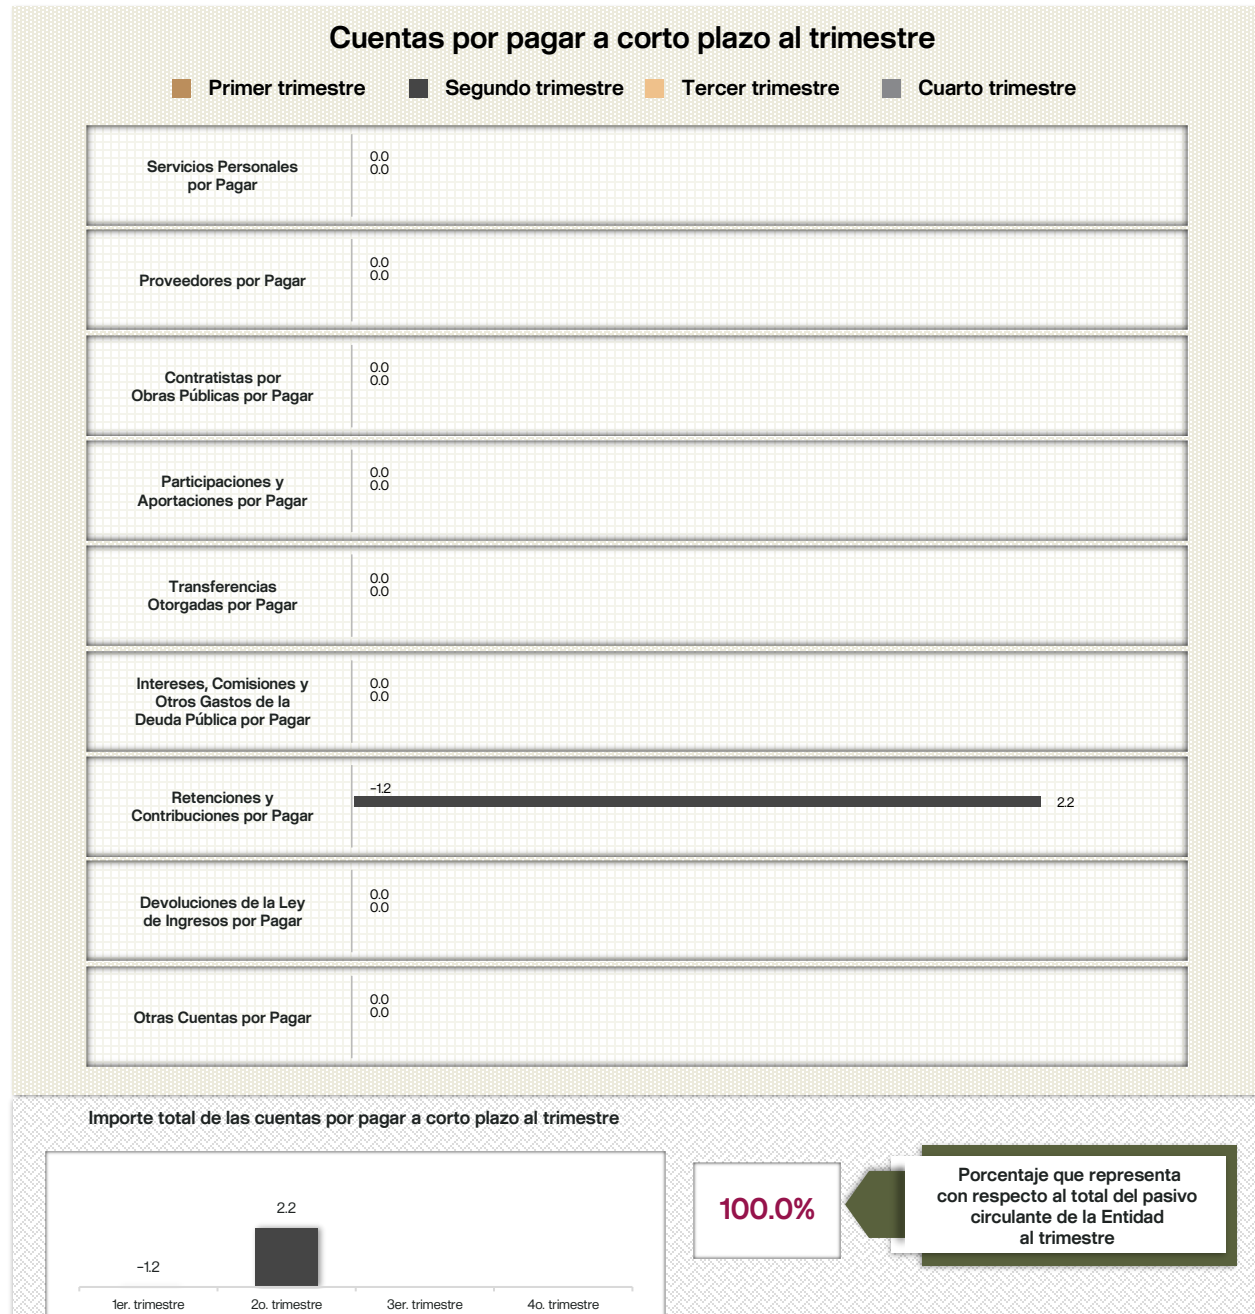 Cuentas por pagar a corto plazo al trimestre
Primer trimestre Segundo trimestre Tercer trimestre Cuarto trimestre
Servicios Personales
por Pagar
0.0
0.0
Proveedores por Pagar
0.0
0.0
Contratistas por
Obras Públicas por Pagar
0.0
0.0
Participaciones y
Aportaciones por Pagar
0.0
0.0
Transferencias
Otorgadas por Pagar
0.0
0.0
Intereses, Comisiones y
Otros Gastos de la
Deuda Pública por Pagar
0.0
0.0
Retenciones y
Contribuciones por Pagar
-1.2
2.2
Devoluciones de la Ley
de Ingresos por Pagar
0.0
0.0
Otras Cuentas por Pagar
0.0
0.0
Importe total de las cuentas por pagar a corto plazo al trimestre
-1.2
2.2
1er. trimestre 2o. trimestre 3er. trimestre 4o. trimestre
100.0%
Porcentaje que representa
con respecto al total del pasivo
circulante de la Entidad
al trimestre